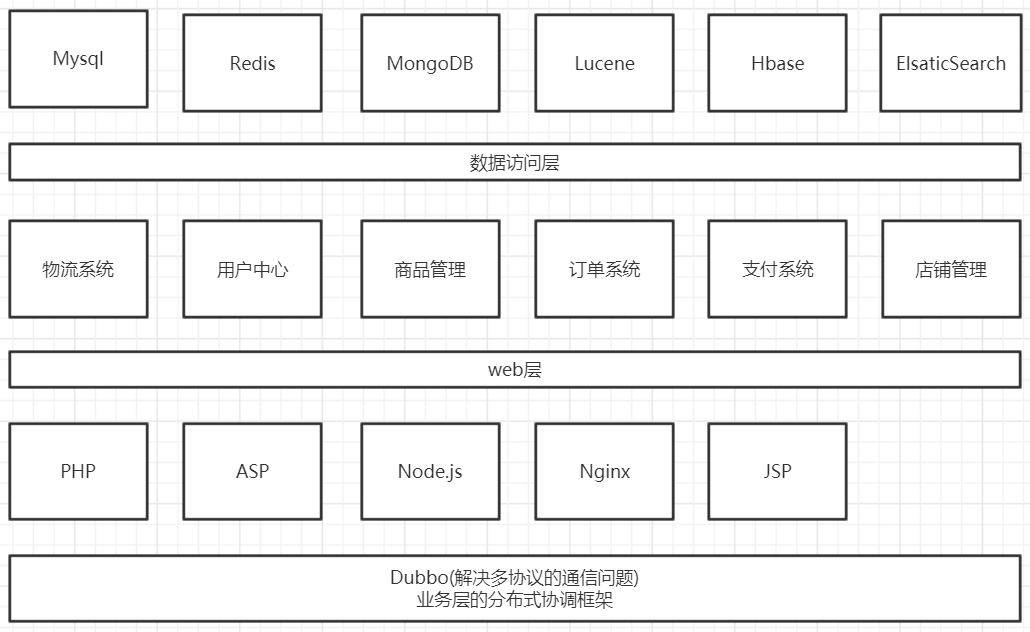 Mysql
Redis
MongoDB
Lucene
Hbase
ElsaticSearch
数据访问层
物流系统
用户中心
商品管理
订单系统
支付系统
店铺管理
web层
PHP
ASP
Node.js
Nginx
JSP
Dubbo(解决多协议的通信问题)
业务层的分布式协调框架